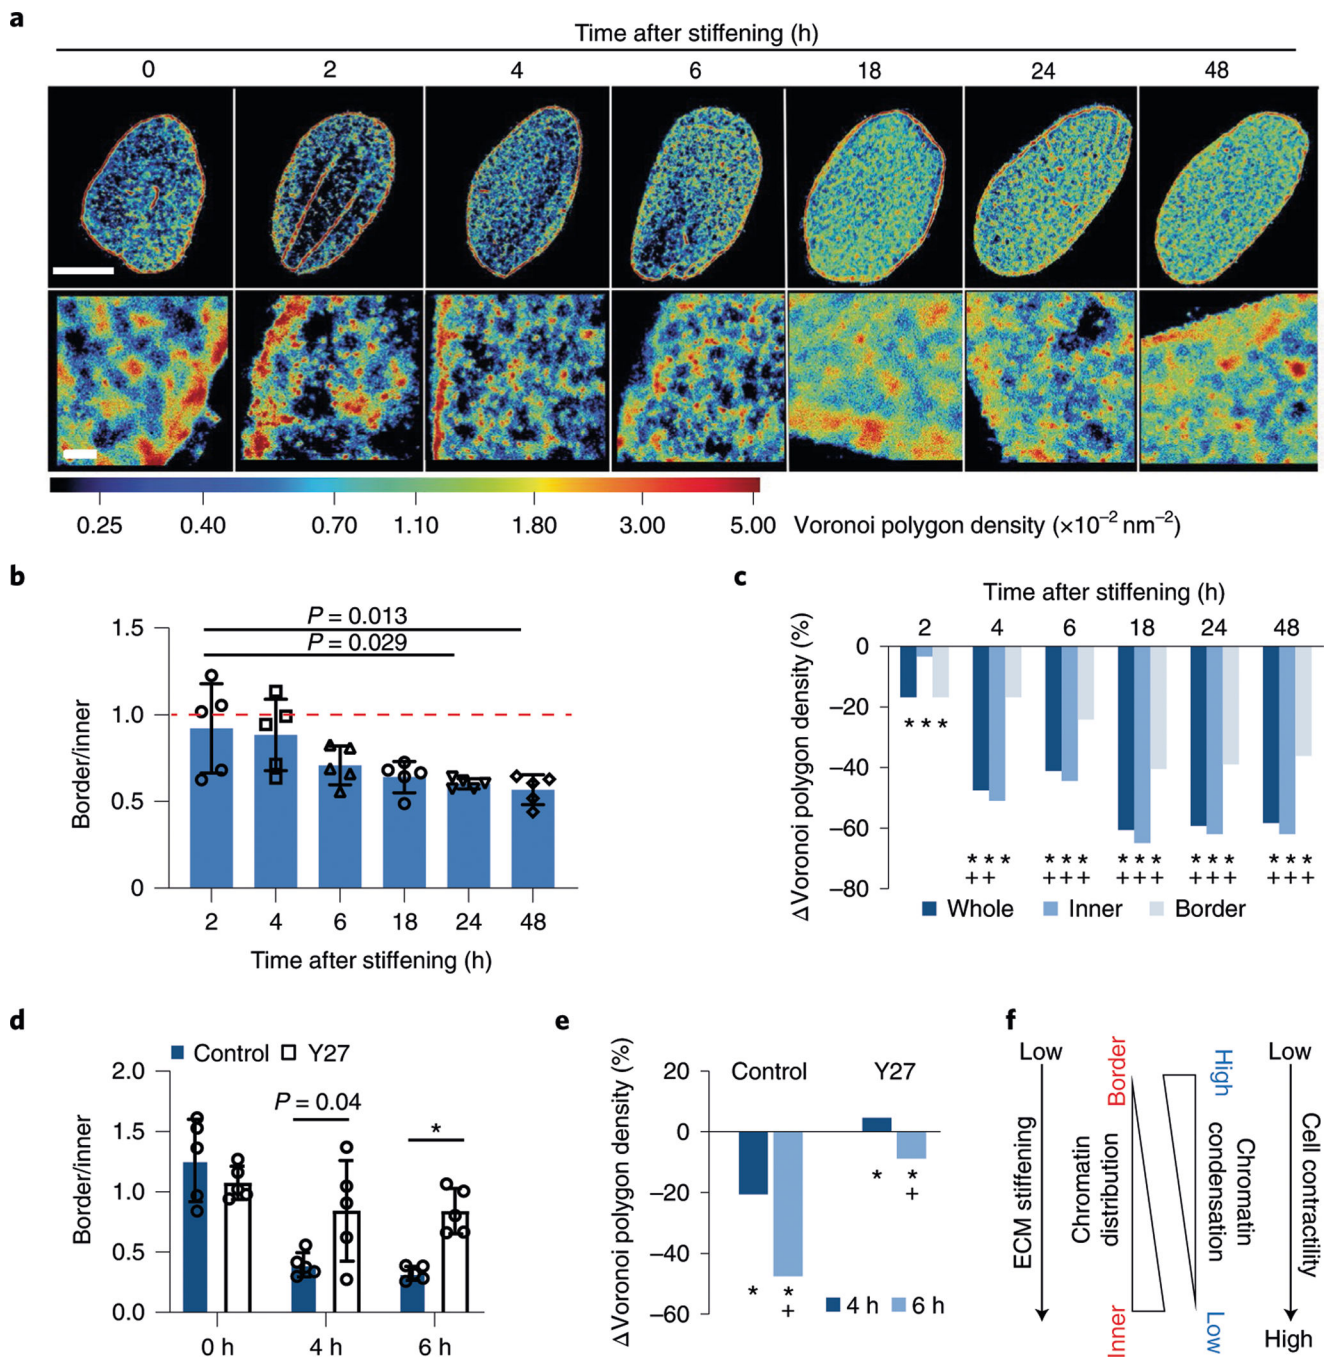 a
Time after stiffening (h)
0 2 4 6 18 24 48
0.25 0.40 0.70 1.10 1.80 3.00 5.00 Voronoi polygon density (×10⁻² nm⁻²)
b
P = 0.013
P = 0.029
1.5
1.0
0.5
0
Border/inner
2 4 6 18 24 48
Time after stiffening (h)
c
Time after stiffening (h)
2 4 6 18 24 48
0
−20
−40
−60
−80
ΔVoronoi polygon density (%)
* * *
* * * * * * * * * * * * * * *
++ +++ +++ +++ +++
Whole Inner Border
d
Control Y27
2.0
1.5
1.0
0.5
0.0
Border/inner
P = 0.04
*
0 h 4 h 6 h
e
ΔVoronoi polygon density (%)
20
0
−20
−40
−60
Control Y27
* *
+
* *
+
4 h 6 h
f
Low
ECM stiffening
Border
Chromatin
distribution
Inner
High
Chromatin
condensation
Low
Low
Cell contractility
High